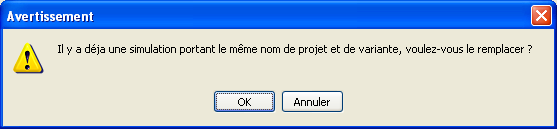 Avertissement
Il y a déja une simulation portant le même nom de projet et de variante, voulez-vous le remplacer ?
OK
Annuler